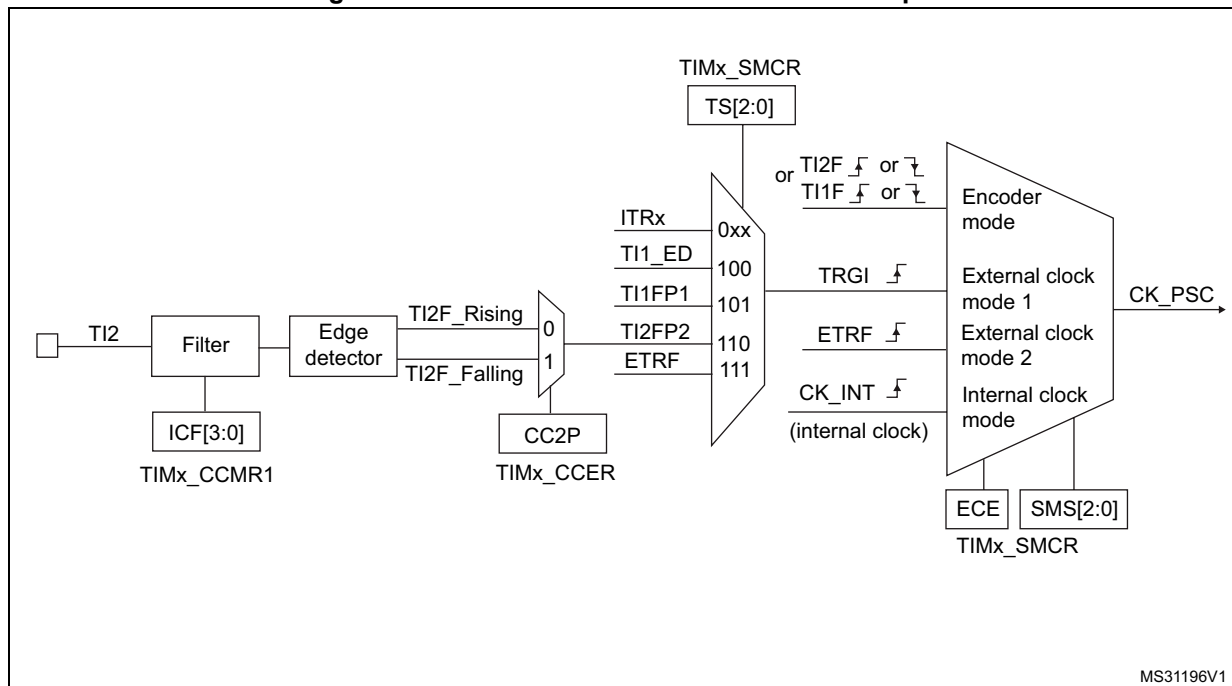 TIMx_SMCR
TS[2:0]
TI2
Filter
ICF[3:0]
TIMx_CCMR1
Edge
detector
TI2F_Rising
TI2F_Falling
0
1
CC2P
TIMx_CCER
ITRx
TI1_ED
TI1FP1
TI2FP2
ETRF
0xx
100
101
110
111
or TI2F or
TI1F or
Encoder
mode
TRGI
External clock
mode 1
ETRF
External clock
mode 2
CK_INT
(internal clock)
Internal clock
mode
CK_PSC
ECE
SMS[2:0]
TIMx_SMCR
MS31196V1